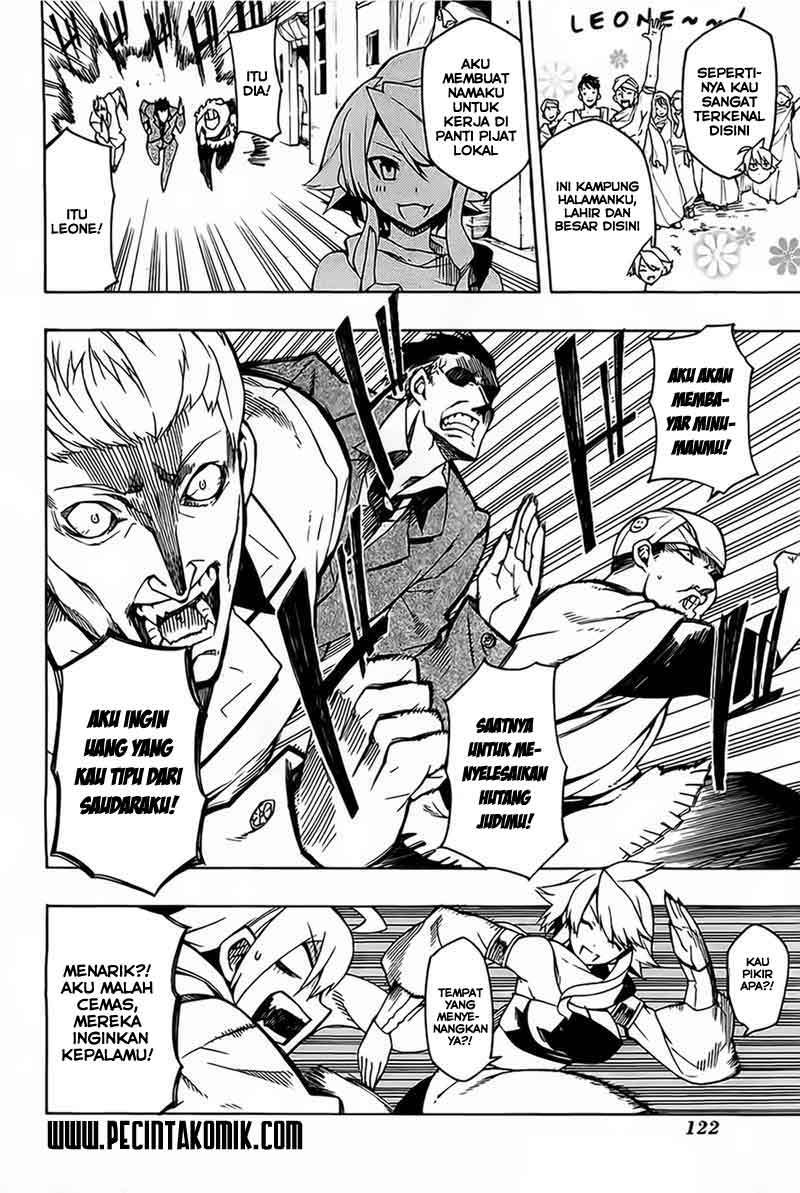 LEONE~~!
SEPERTI-
NYA KAU
SANGAT
TERKENAL
DISINI
INI KAMPUNG
HALAMANKU,
LAHIR DAN
BESAR DISINI
AKU
MEMBUAT
NAMAKU
UNTUK
KERJA DI
PANTI PIJAT
LOKAL
ITU
DIA!
ITU
LEONE!
AKU AKAN
MEMBA-
YAR MINU-
MANMU!
SAATNYA
UNTUK ME-
NYELESAIKAN
HUTANG
JUDIMU!
AKU INGIN
UANG YANG
KAU TIPU DARI
SAUDARAKU!
KAU
PIKIR
APA?!
TEMPAT
YANG
MENYE-
NANGKAN
YA?!
MENARIK?!
AKU MALAH
CEMAS,
MEREKA
INGINKAN
KEPALAMU!
WWW.PECINTAKOMIK.COM
122